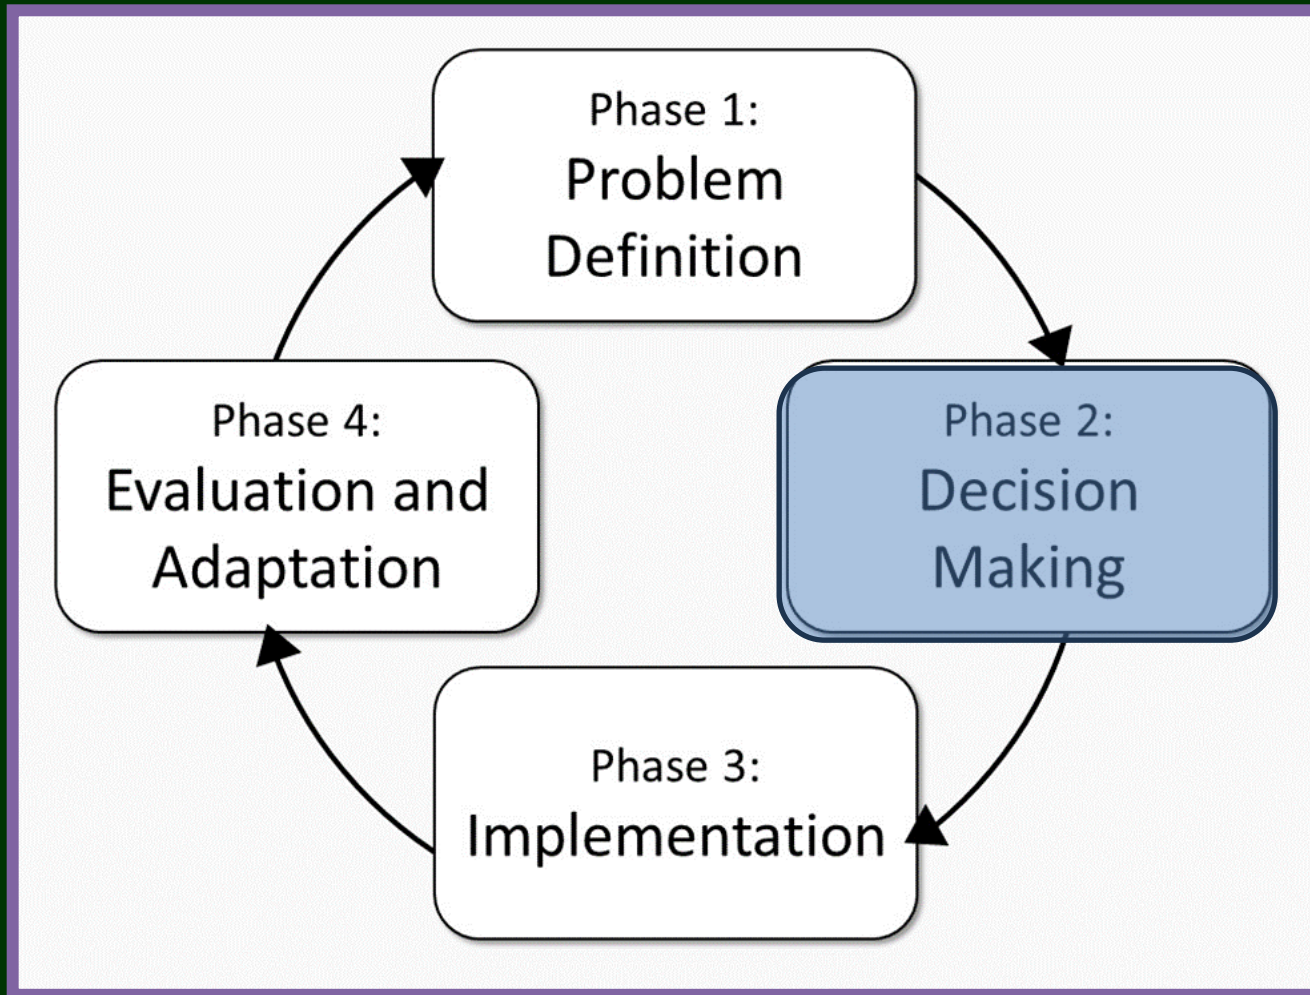 Phase 1:
Problem
Definition
Phase 2:
Decision
Making
Phase 3:
Implementation
Phase 4:
Evaluation and
Adaptation